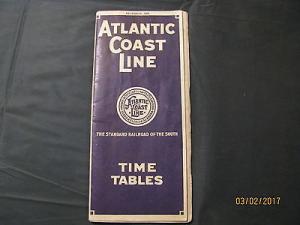 ATLANTIC
COAST
LINE
ATLANTIC
COAST
LINE
THE STANDARD RAILROAD OF THE SOUTH
TIME
TABLES
03/02/2017